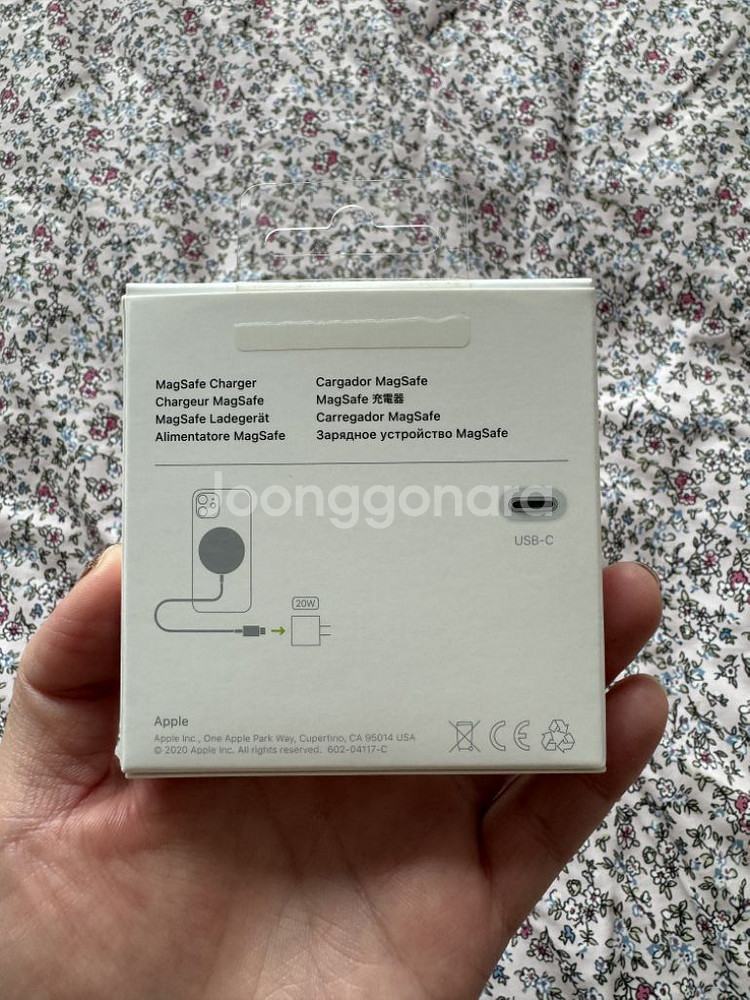 MagSafe Charger
Chargeur MagSafe
MagSafe Ladegerät
Alimentatore MagSafe
Cargador MagSafe
MagSafe 充電器
Carregador MagSafe
Зарядное устройство MagSafe
Joonggonara
USB-C
20W
Apple
Apple Inc., One Apple Park Way, Cupertino, CA 95014 USA
© 2020 Apple Inc. All rights reserved. 602-04117-C
CE